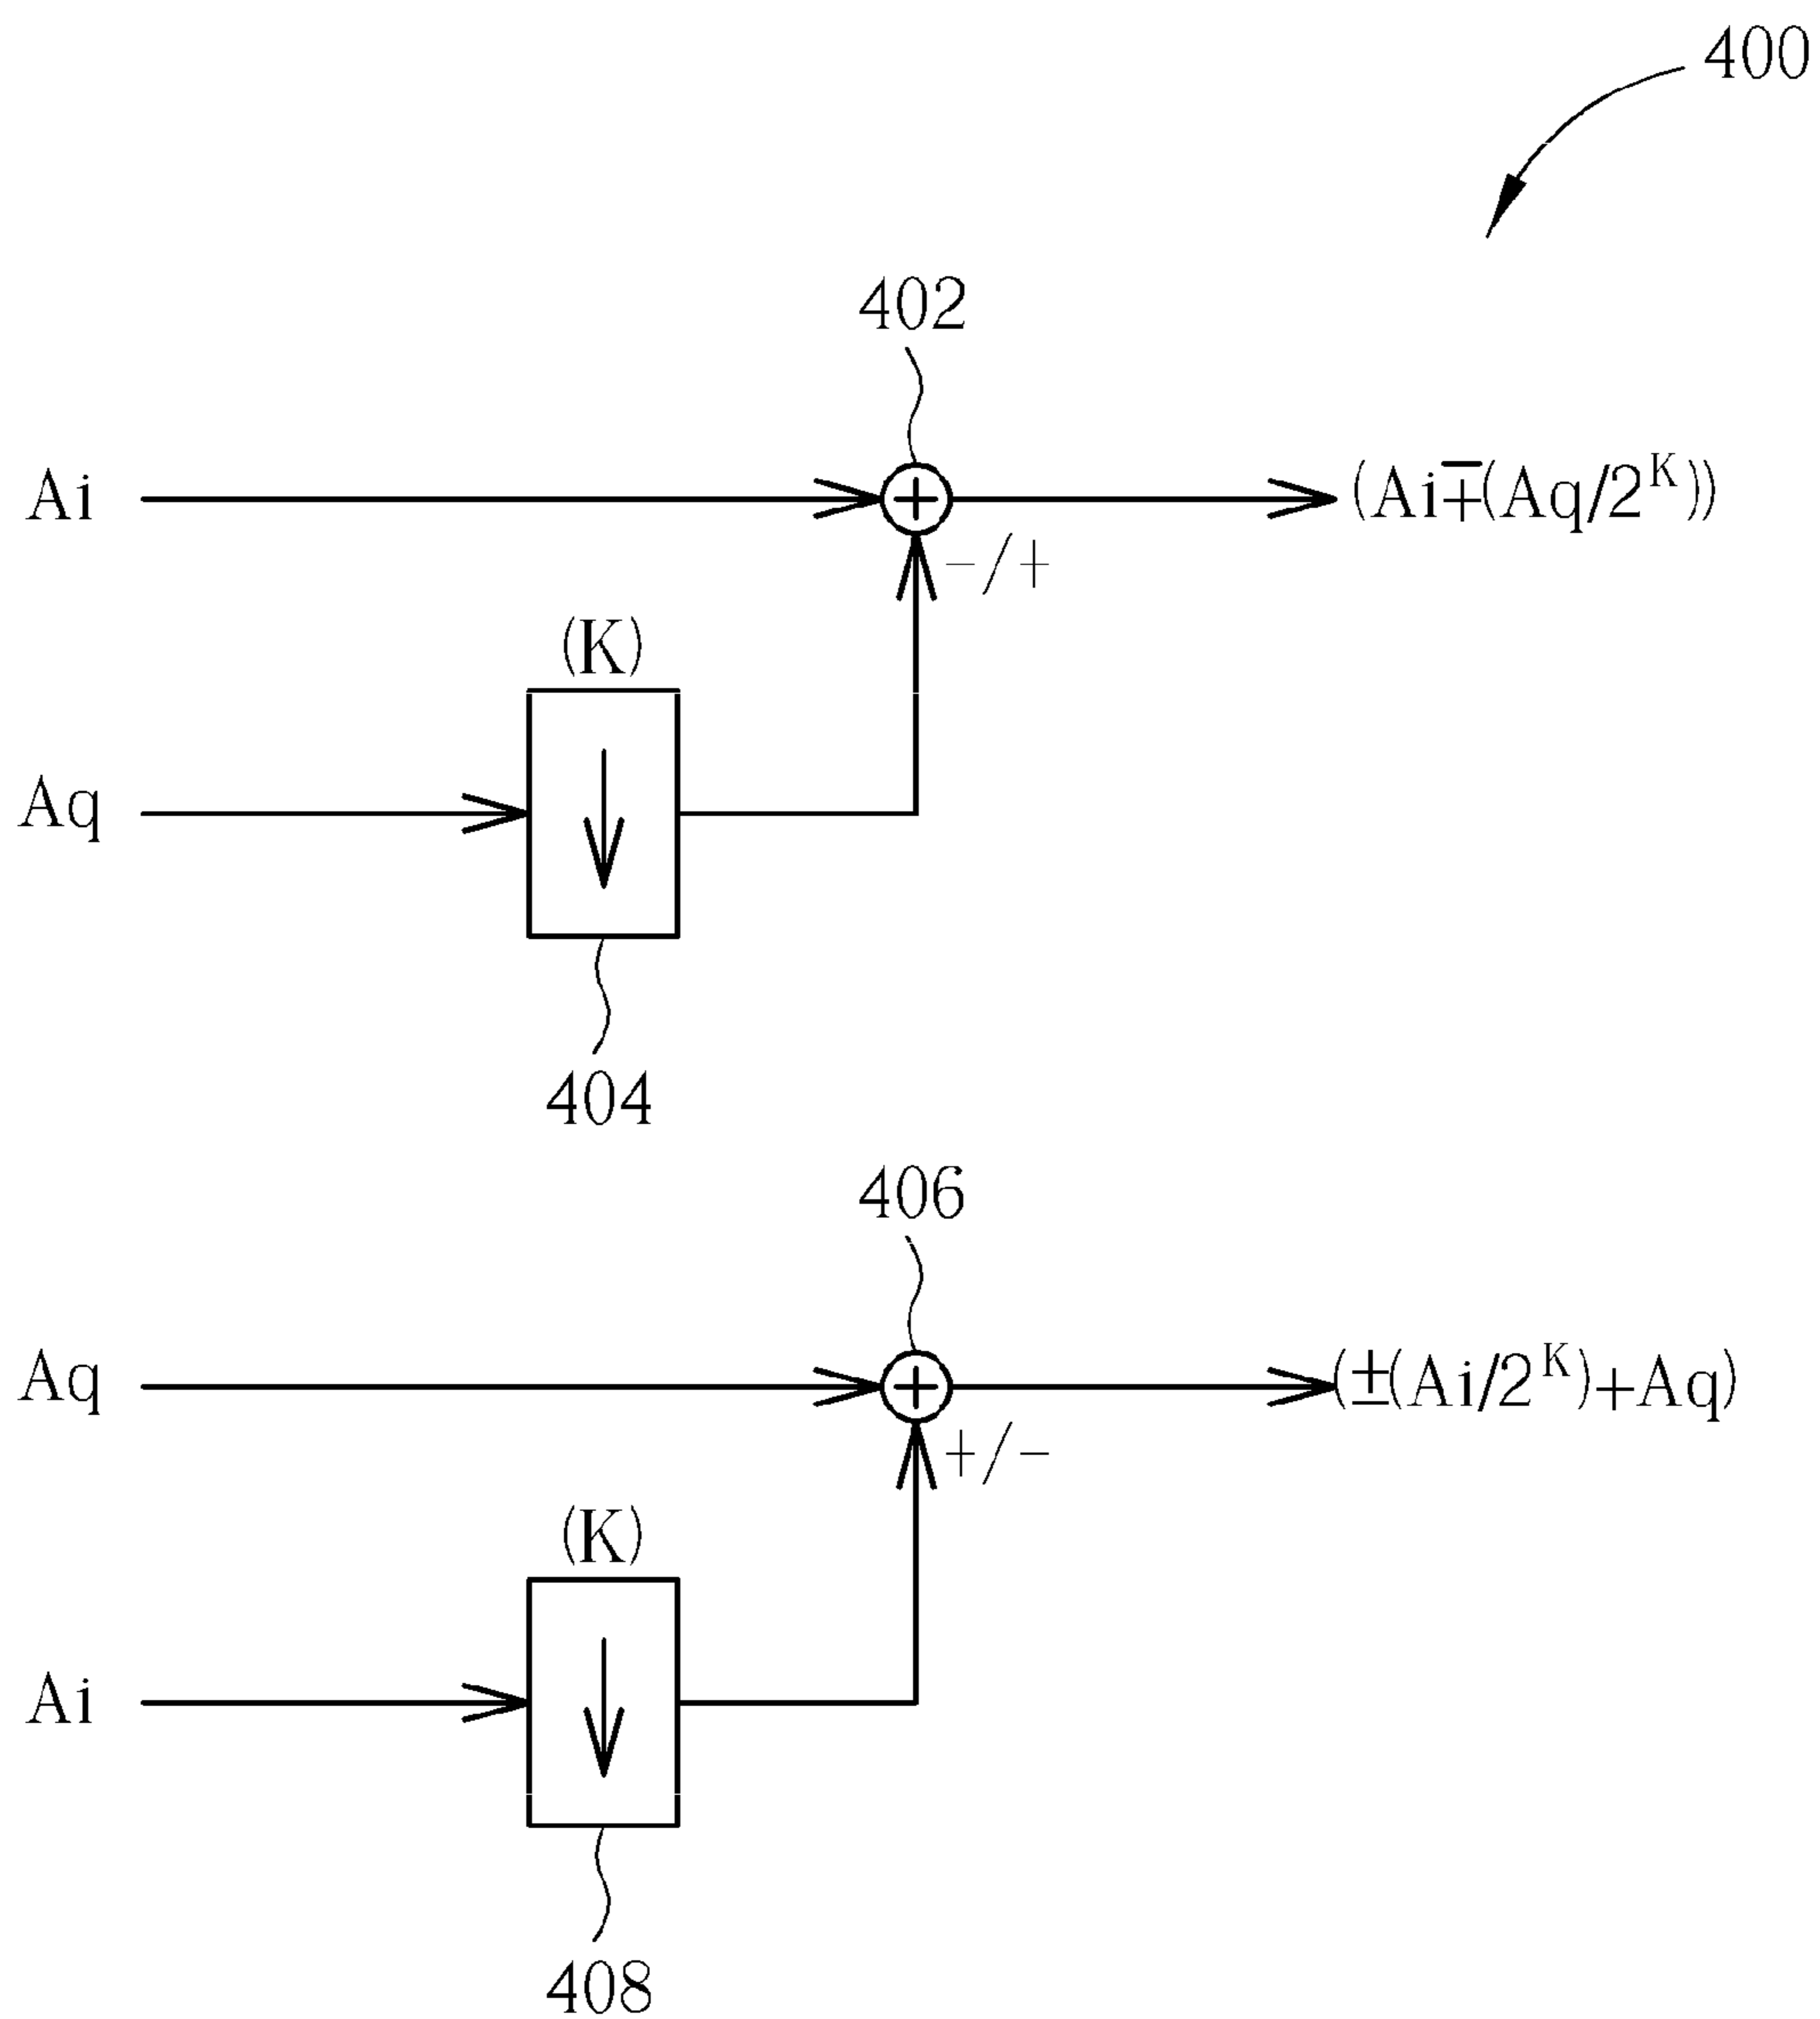 400
402
Ai
(Ai∓(Aq/2^K))
-/+
(K)
Aq
404
406
Aq
(±(Ai/2^K)+Aq)
+/-
(K)
Ai
408